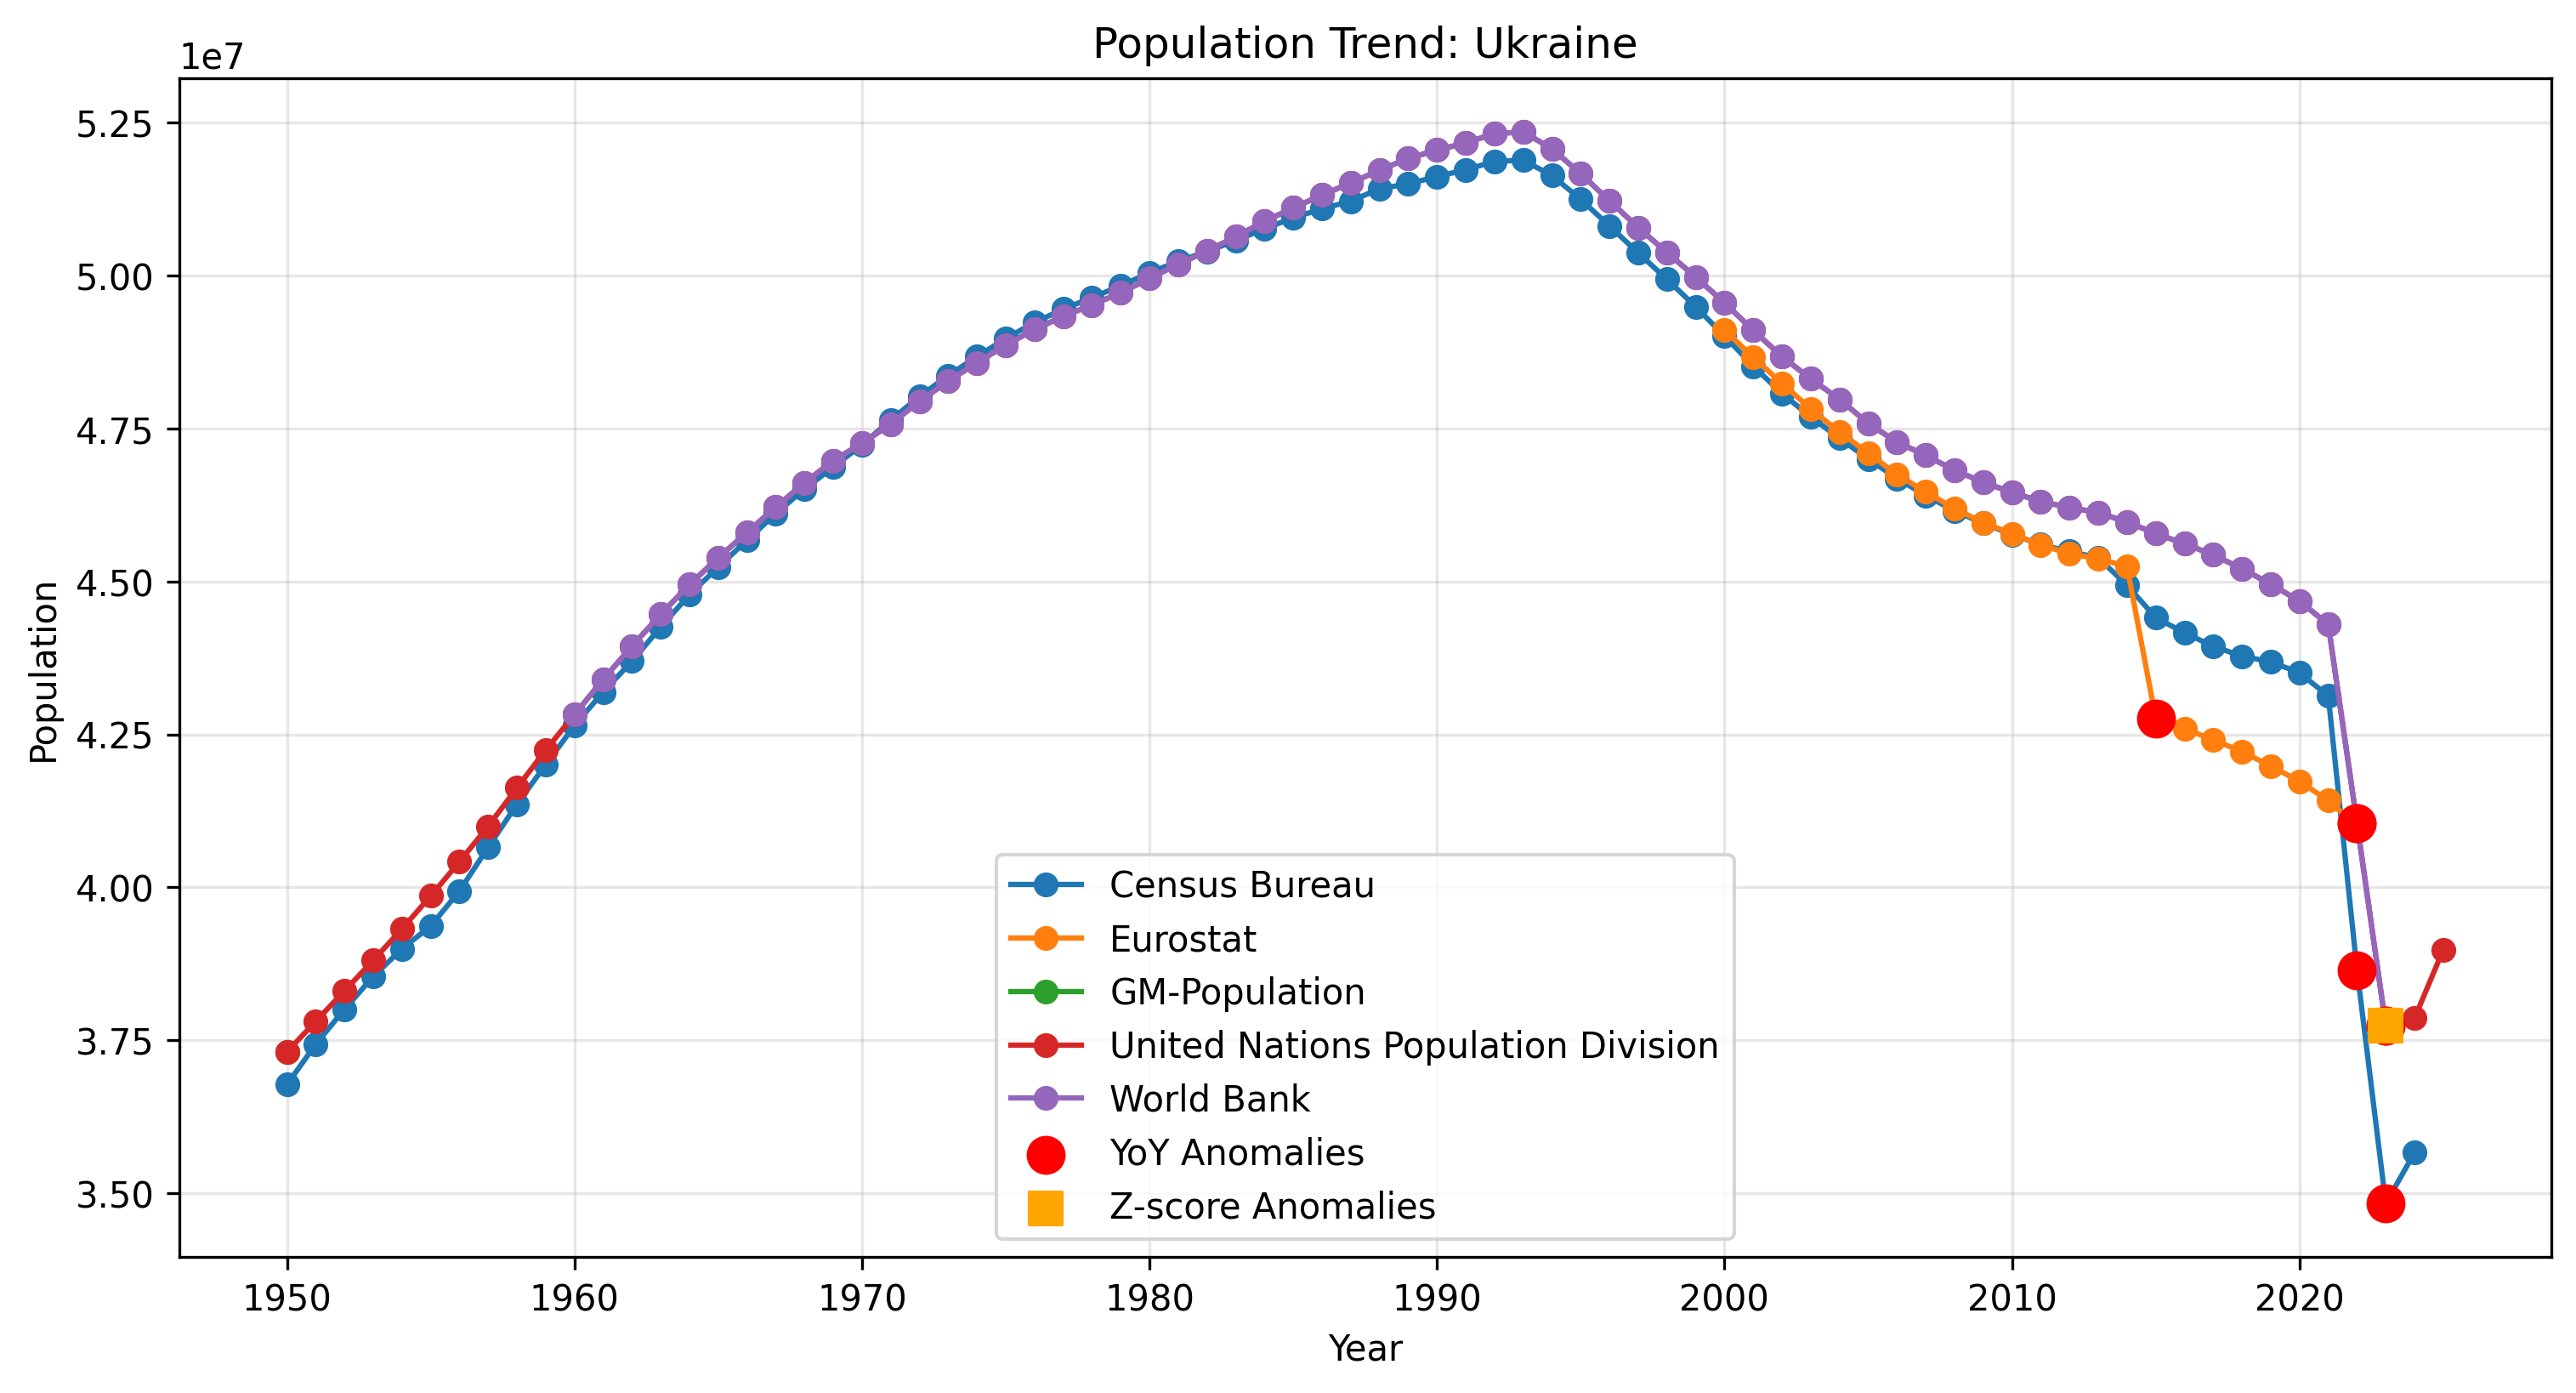 Population Trend: Ukraine
1e7
5.25
5.00
4.75
4.50
4.25
4.00
3.75
3.50
Population
Census Bureau
Eurostat
GM-Population
United Nations Population Division
World Bank
YoY Anomalies
Z-score Anomalies
1950 1960 1970 1980 1990 2000 2010 2020
Year